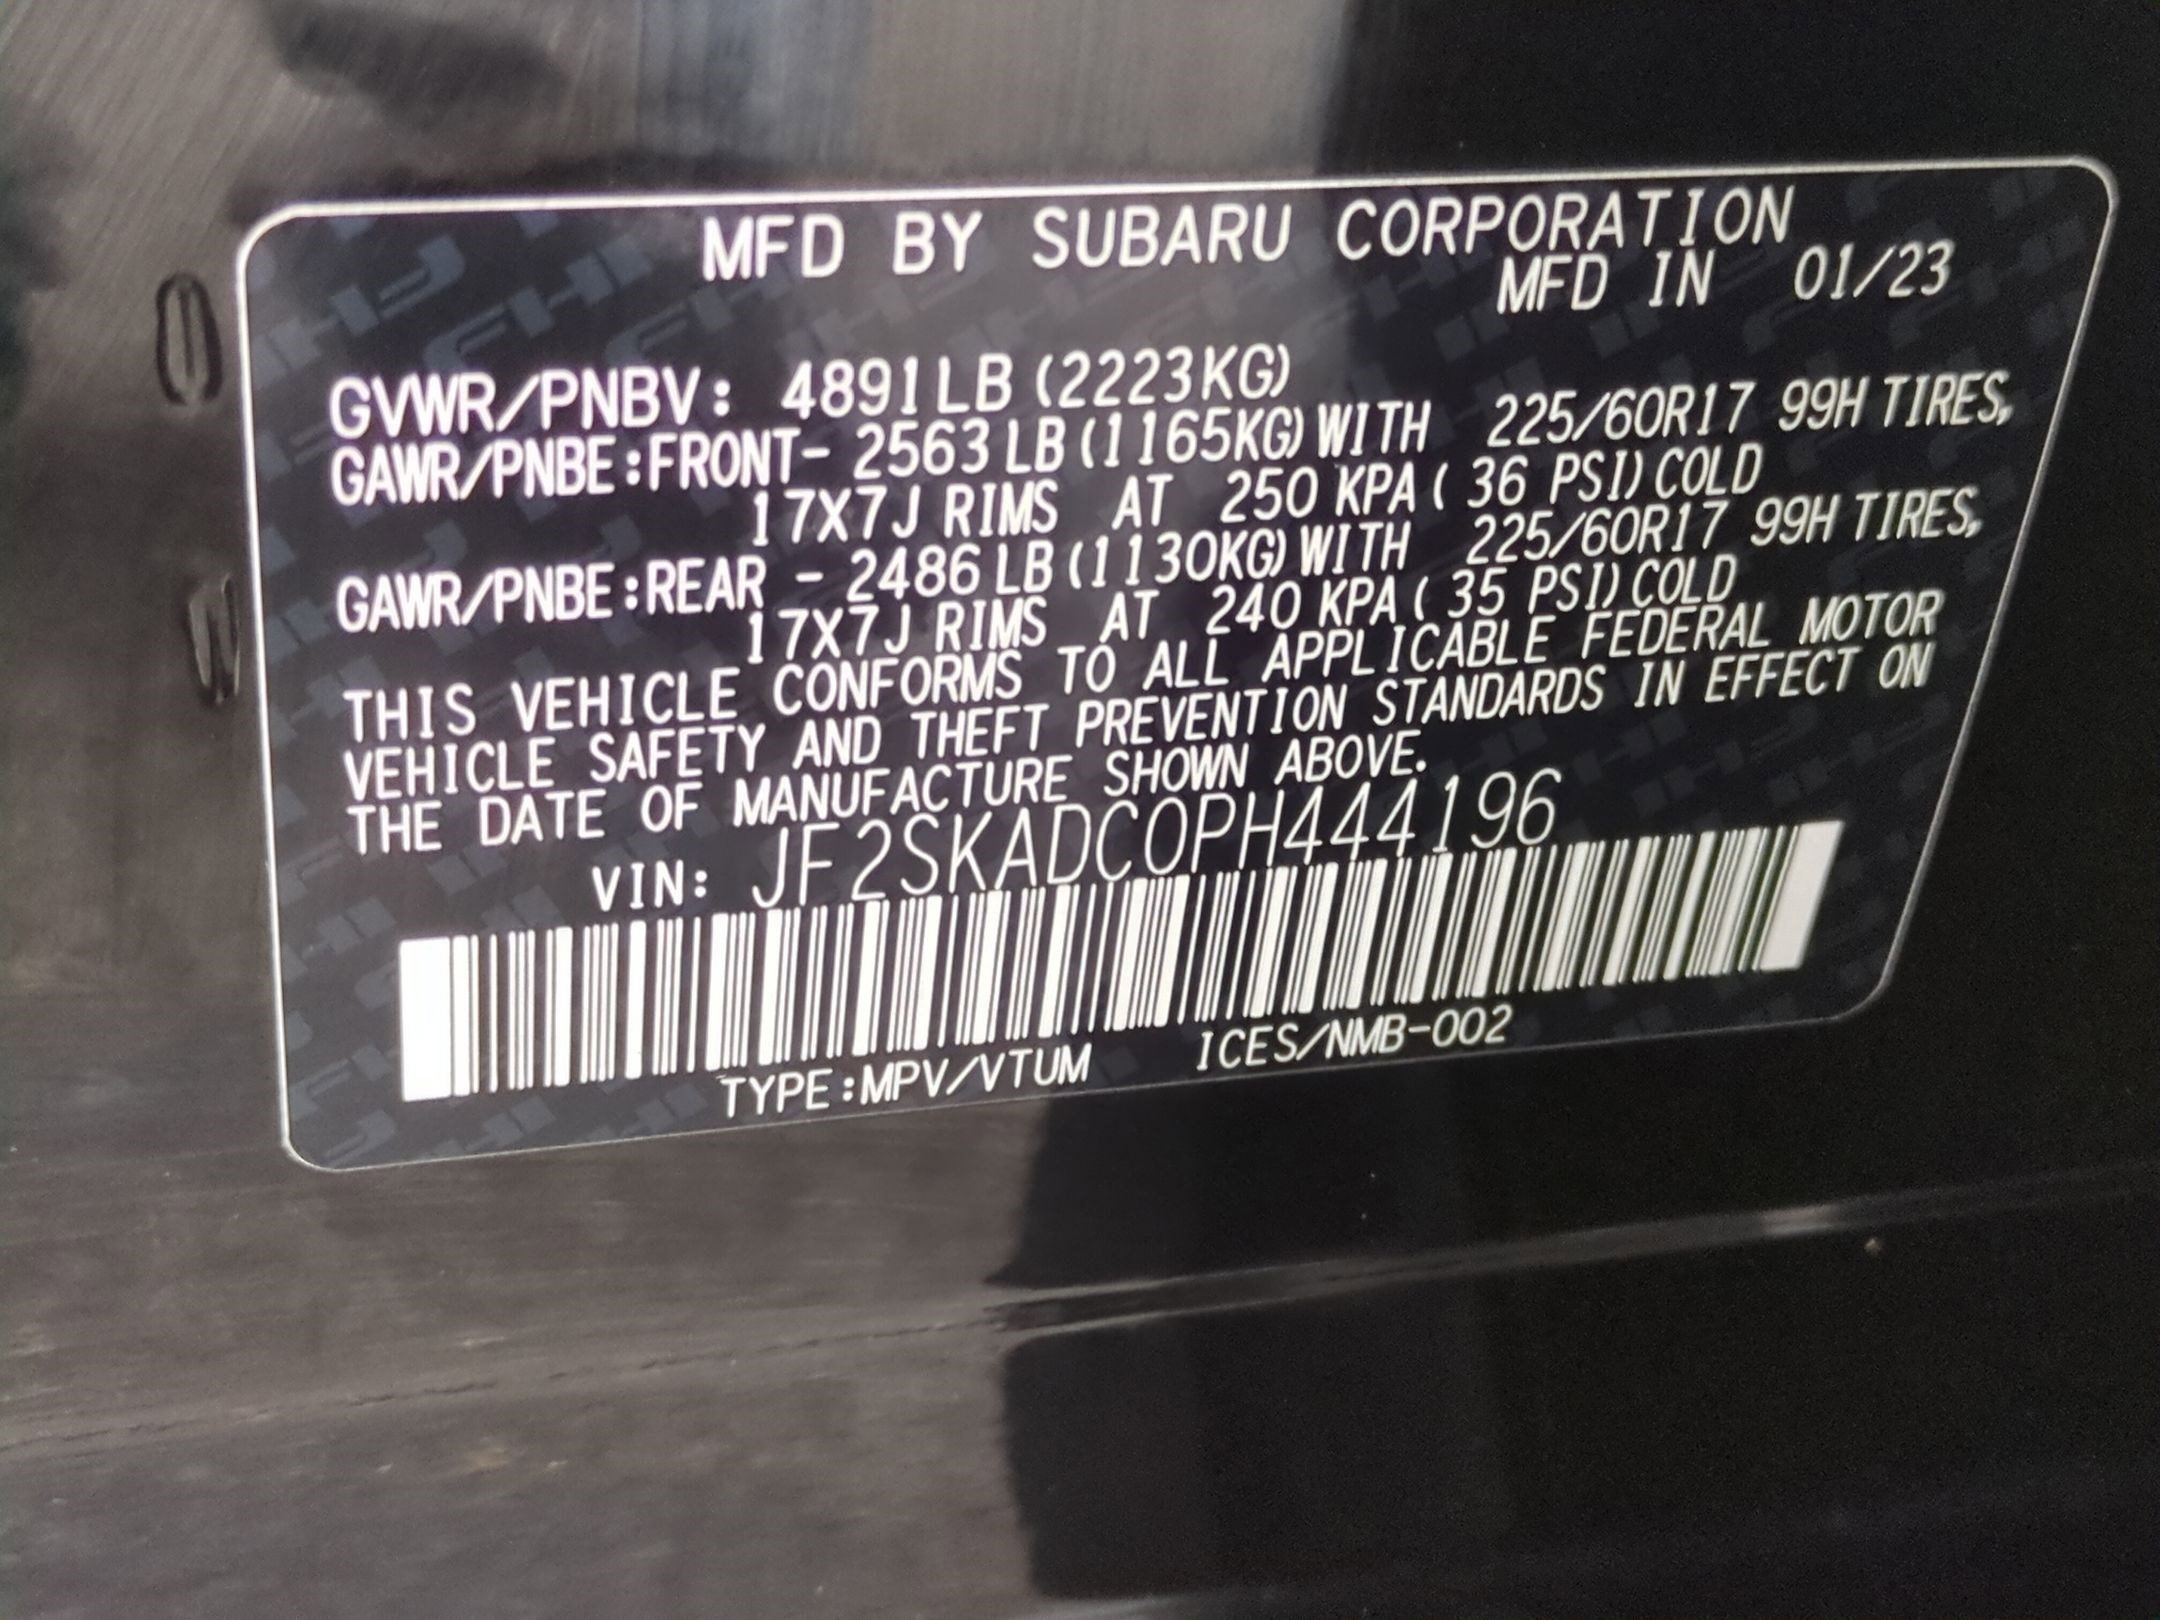 MFD BY SUBARU CORPORATION
MFD IN 01/23
GVWR/PNBV: 4891LB (2223KG)
GAWR/PNBE:FRONT- 2563 LB (1165KG) WITH 225/60R17 99H TIRES,
17X7J RIMS AT 250 KPA ( 36 PSI) COLD
GAWR/PNBE:REAR - 2486 LB (1130KG) WITH 225/60R17 99H TIRES,
17X7J RIMS AT 240 KPA ( 35 PSI) COLD
THIS VEHICLE CONFORMS TO ALL APPLICABLE FEDERAL MOTOR
VEHICLE SAFETY AND THEFT PREVENTION STANDARDS IN EFFECT ON
THE DATE OF MANUFACTURE SHOWN ABOVE.
VIN: JF2SKADC0PH444196
TYPE:MPV/VTUM ICES/NMB-002